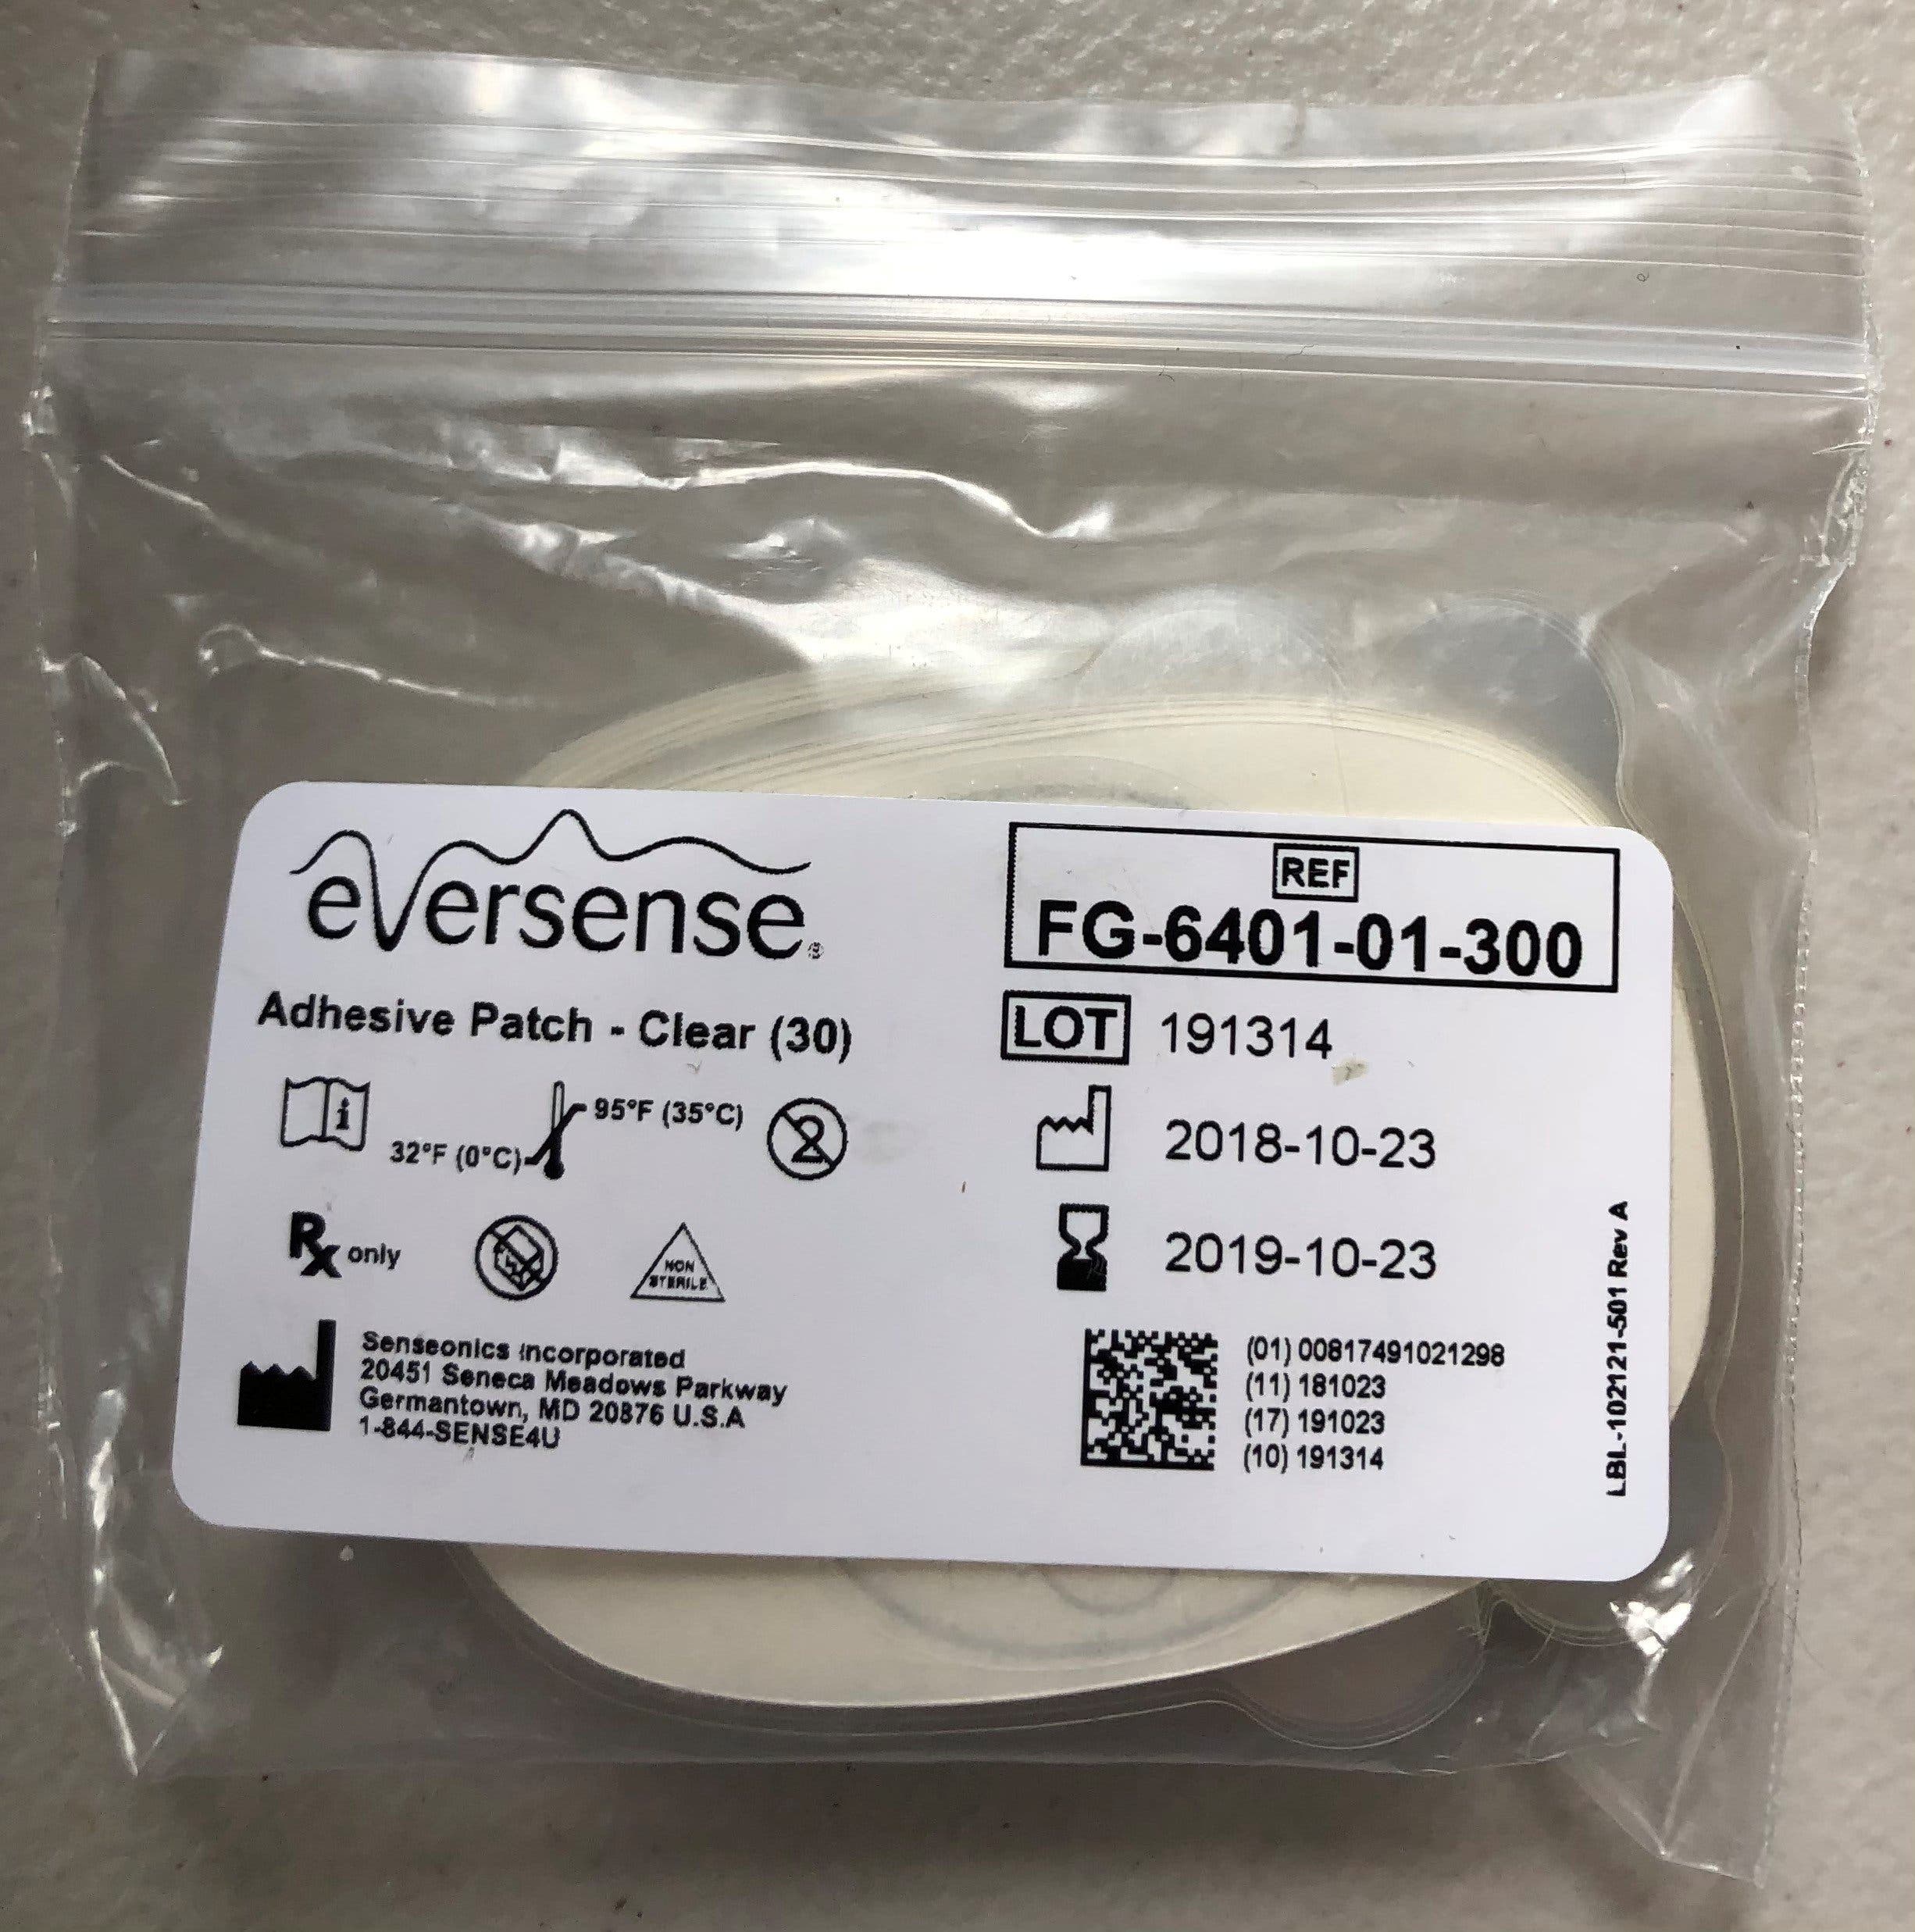 eversense®
Adhesive Patch - Clear (30)
i
32°F (0°C)
95°F (35°C)
2
Rx only
NON
STERILE
Senseonics Incorporated
20451 Seneca Meadows Parkway
Germantown, MD 20876 U.S.A
1-844-SENSE4U
REF
FG-6401-01-300
LOT 191314
2018-10-23
2019-10-23
(01) 00817491021298
(11) 181023
(17) 191023
(10) 191314
LBL-102121-501 Rev A